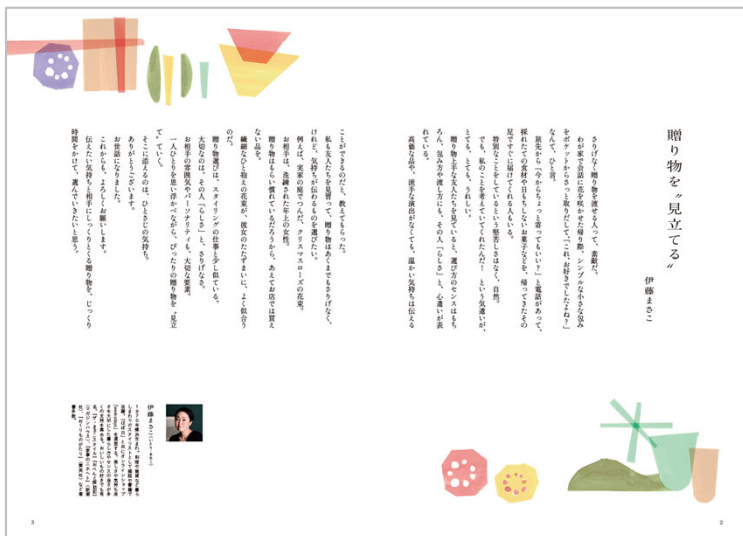 贈り物を“見立てる”
伊藤まさこ
さりげなく贈り物を渡せる人って、素敵だ。
わが家で会話に花を咲かせた帰り際、シンプルな小さな包み
をポケットからさっと取りだして、「これ、お好きでしたよね？」
なんて、ひと言。
旅先から「今からちょっと寄ってもいい？」と電話があって、
採れたての食材や日もちしないお菓子などを、帰ってきたその
足ですぐに届けてくれる人もいる。
特別なことをしているという堅苦しさはなく、自然。
でも、私のことを考えていてくれたんだ！　という気遣いが、
とても、とても、うれしい。
贈り物上手な友人たちを見ていると、選び方のセンスはもち
ろん、包み方や渡し方にも、その人「らしさ」と、心遣いが表
れている。
高価な品や、派手な演出がなくても、温かい気持ちは伝える
ことができるのだと、教えてもらった。
私も友人たちを見習って、贈り物はあくまでもさりげなく、
けれど、気持ちが伝わるものを選びたい。
例えば、実家の庭でつんだ、クリスマスローズの花束。
お相手は、洗練された年上の女性。
贈り物はもらい慣れているだろうから、あえてお店では買え
ない品を。
繊細なひと抱えの花束が、彼女のたたずまいに、よく似合う
のだ。
贈り物選びは、スタイリングの仕事と少し似ている。
大切なのは、その人「らしさ」と、さりげなさ。
お相手の雰囲気やパーソナリティも、大切な要素。
一人ひとりを思い浮かべながら、ぴったりの贈り物を“見立
て”ていく。
そこに添えるのは、ひとさじの気持ち。
ありがとうございます。
お世話になりました。
これからも、よろしくお願いします。
伝えたい気持ちと相手にしっくりとくる贈り物を、じっくり
時間をかけて、選んでいきたいと思う。
伊藤まさこ（いとう・まさこ）
3
2